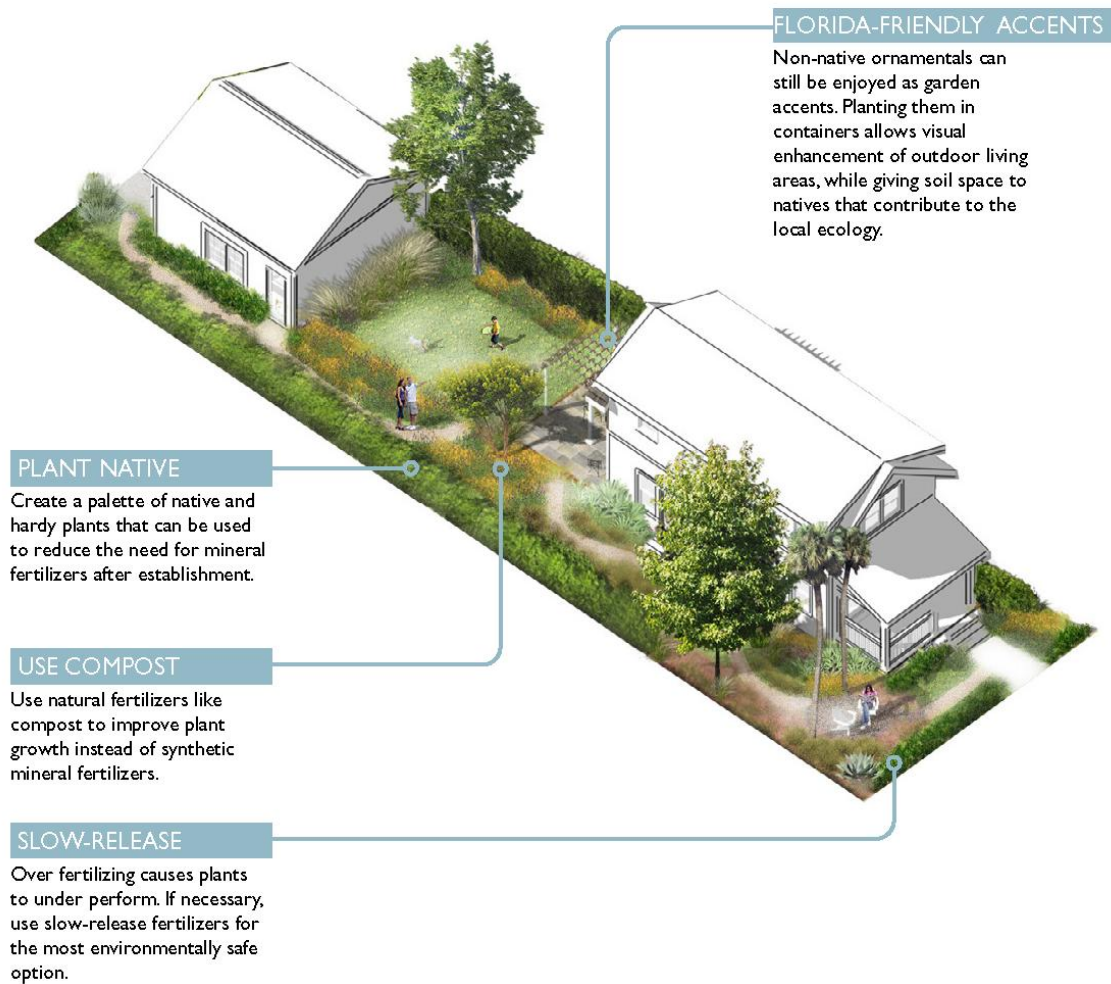 FLORIDA-FRIENDLY ACCENTS
Non-native ornamentals can
still be enjoyed as garden
accents. Planting them in
containers allows visual
enhancement of outdoor living
areas, while giving soil space to
natives that contribute to the
local ecology.
PLANT NATIVE
Create a palette of native and
hardy plants that can be used
to reduce the need for mineral
fertilizers after establishment.
USE COMPOST
Use natural fertilizers like
compost to improve plant
growth instead of synthetic
mineral fertilizers.
SLOW-RELEASE
Over fertilizing causes plants
to under perform. If necessary,
use slow-release fertilizers for
the most environmentally safe
option.